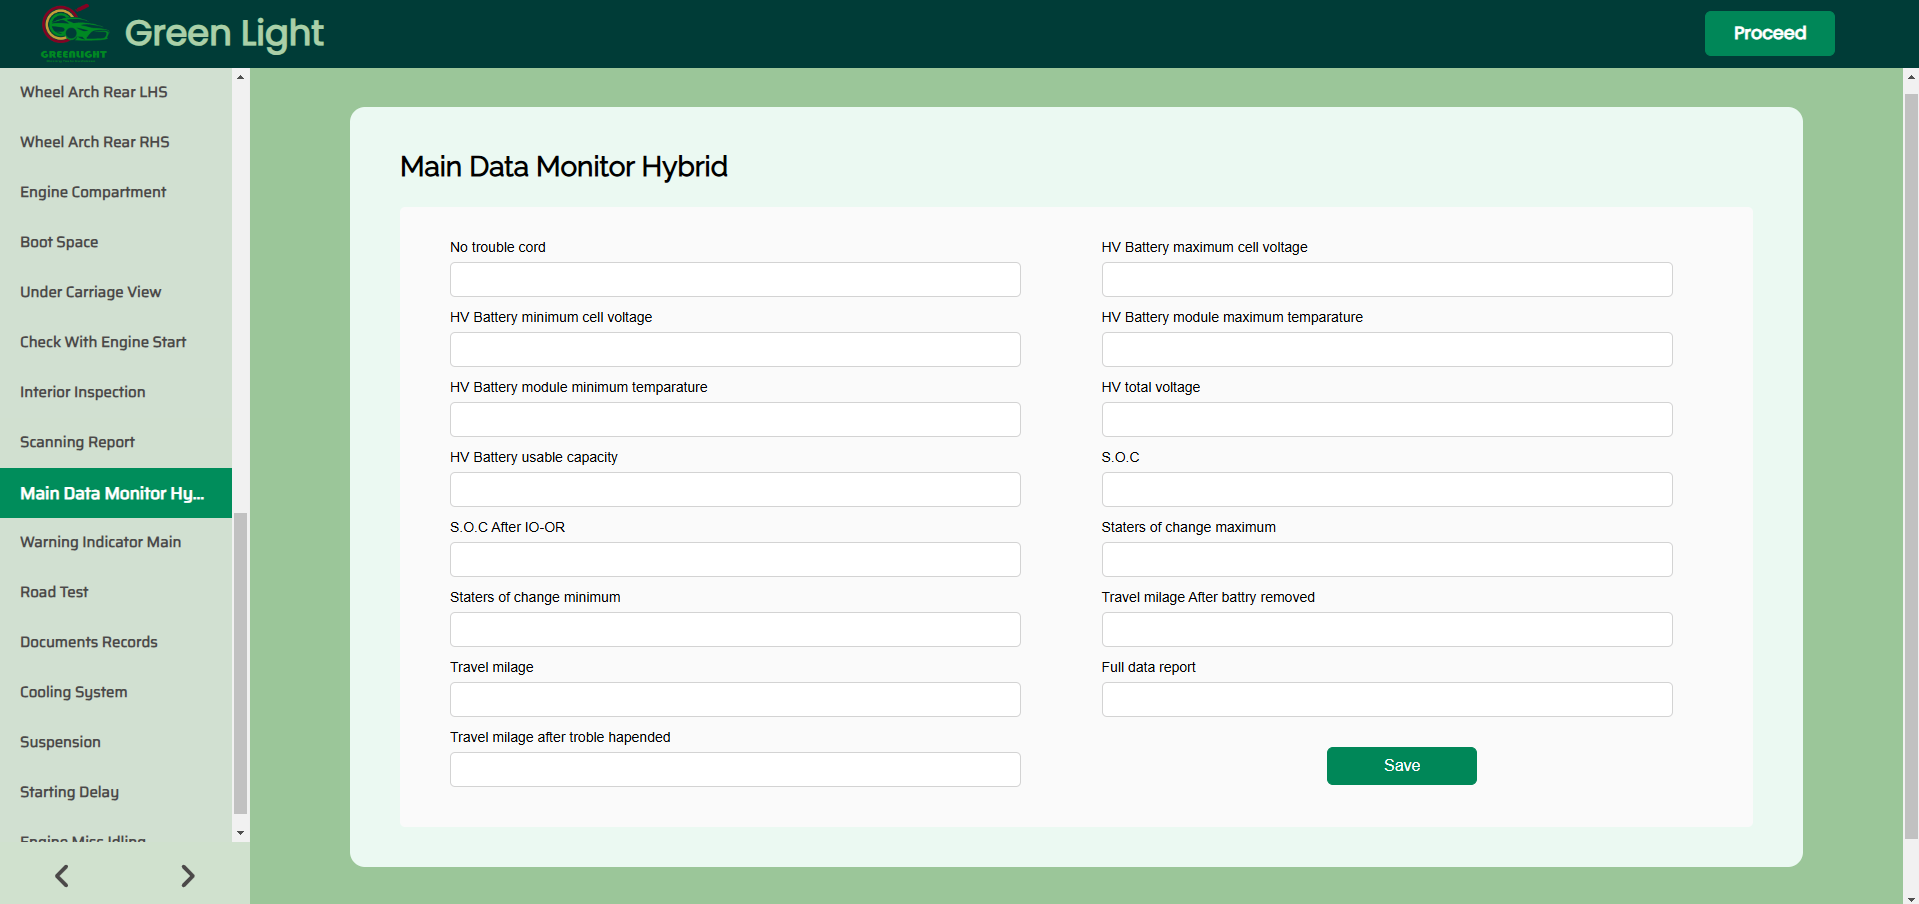 GREENLIGHT
Green Light
Proceed
Wheel Arch Rear LHS
Wheel Arch Rear RHS
Engine Compartment
Boot Space
Under Carriage View
Check With Engine Start
Interior Inspection
Scanning Report
Main Data Monitor Hy...
Warning Indicator Main
Road Test
Documents Records
Cooling System
Suspension
Starting Delay
Engine Miss Idling
Main Data Monitor Hybrid
No trouble cord
HV Battery maximum cell voltage
HV Battery minimum cell voltage
HV Battery module maximum temparature
HV Battery module minimum temparature
HV total voltage
HV Battery usable capacity
S.O.C
S.O.C After IO-OR
Staters of change maximum
Staters of change minimum
Travel milage After battry removed
Travel milage
Full data report
Travel milage after troble hapended
Save